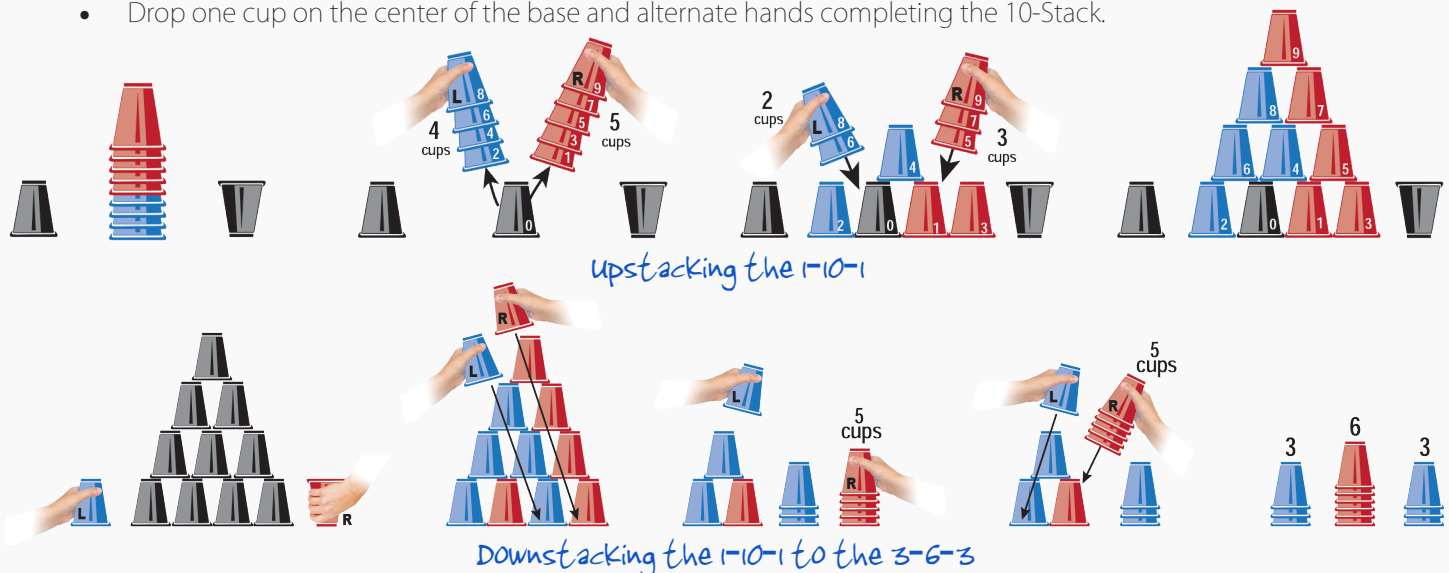 • Drop one cup on the center of the base and alternate hands completing the 10-Stack.
L 8 6 4 2
4 cups
R 9 7 5 3 1
5 cups
0
2 cups
L 8 6
4
R 9 7 5
3 cups
2 0 1 3
9
8 7
6 4 5
2 0 1 3
upstacking the 1-10-1
L
R
R
L
L
5 cups
R
L
5 cups
R
3 6 3
Downstacking the 1-10-1 to the 3-6-3